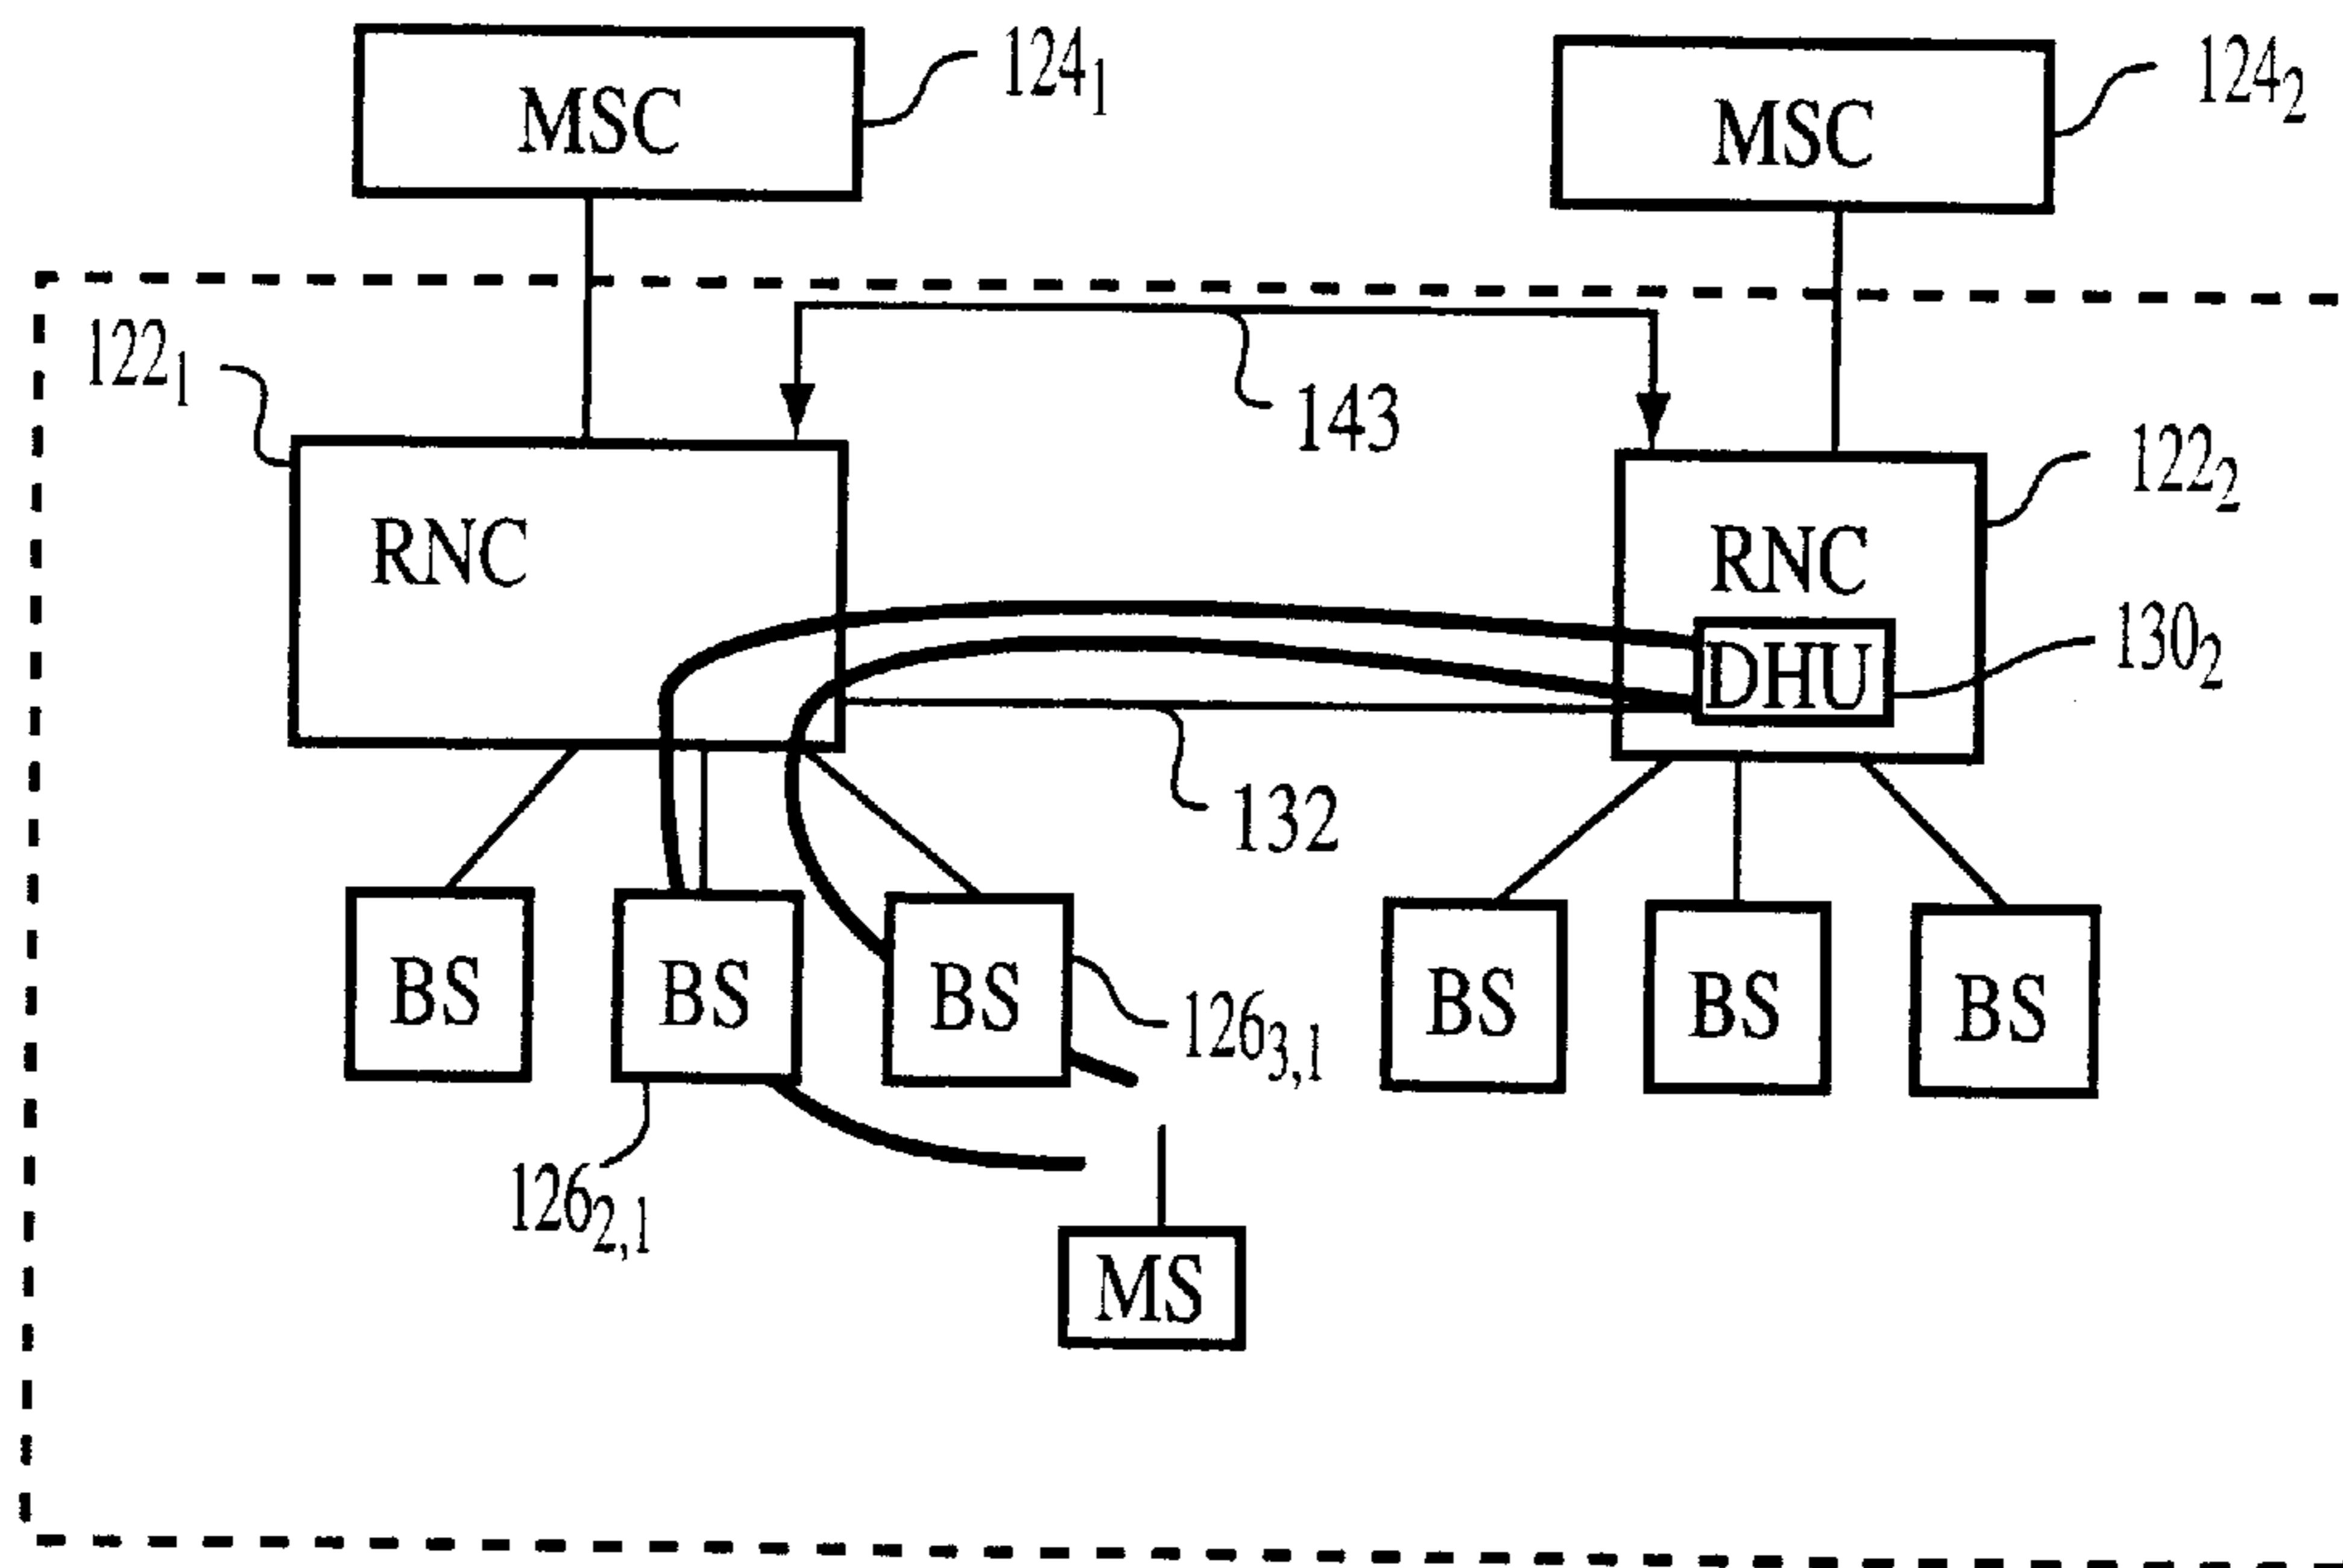 MSC
124₁
MSC
124₂
122₁
143
122₂
RNC
RNC
130₂
DHU
132
BS
BS
BS
BS
BS
BS
126₃,₁
126₂,₁
MS